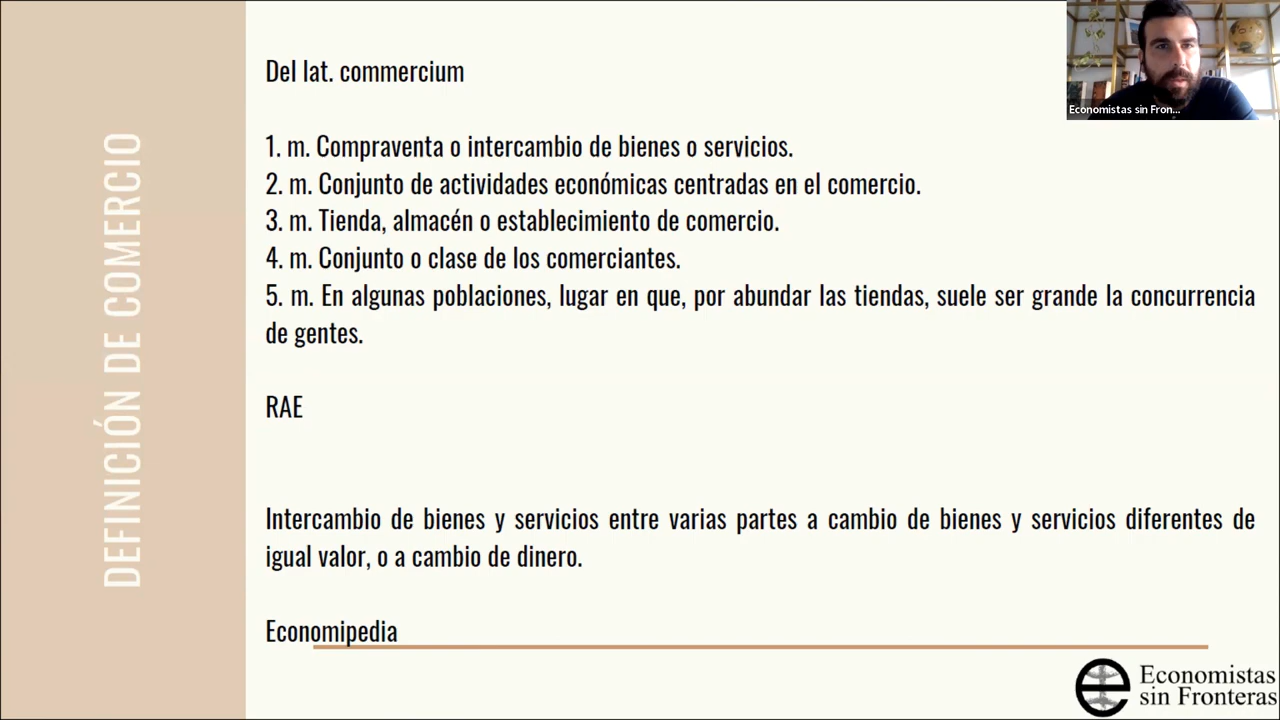 DEFINICIÓN DE COMERCIO
Del lat. commercium
1. m. Compraventa o intercambio de bienes o servicios.
2. m. Conjunto de actividades económicas centradas en el comercio.
3. m. Tienda, almacén o establecimiento de comercio.
4. m. Conjunto o clase de los comerciantes.
5. m. En algunas poblaciones, lugar en que, por abundar las tiendas, suele ser grande la concurrencia
de gentes.
RAE
Intercambio de bienes y servicios entre varias partes a cambio de bienes y servicios diferentes de
igual valor, o a cambio de dinero.
Economipedia
Economistas sin Fron...
Economistas
sin Fronteras